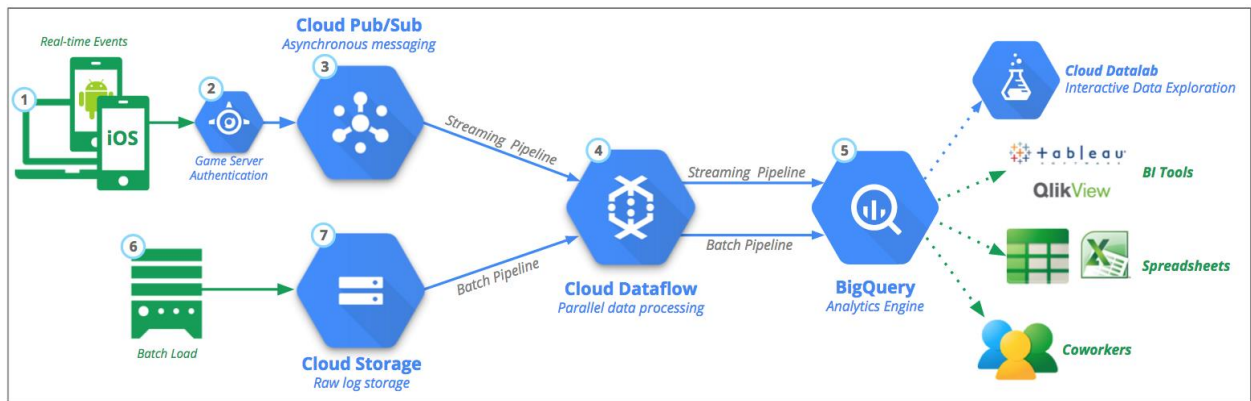 Real-time Events
1
iOS
2
Game Server
Authentication
Cloud Pub/Sub
Asynchronous messaging
3
Streaming Pipeline
6
Batch Load
7
Cloud Storage
Raw log storage
Batch Pipeline
4
Cloud Dataflow
Parallel data processing
Streaming Pipeline
Batch Pipeline
5
BigQuery
Analytics Engine
Cloud Datalab
Interactive Data Exploration
+ableau
SOFTWARE
QlikView
BI Tools
X
Spreadsheets
Coworkers